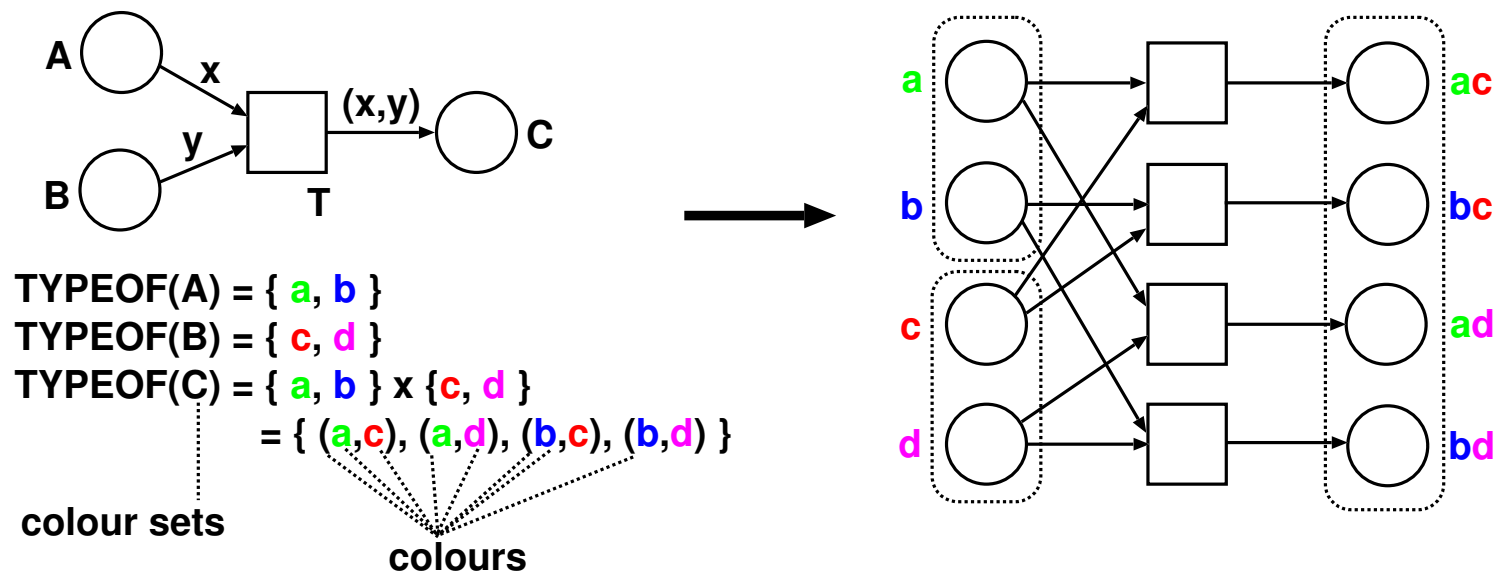 A
x
(x,y)
C
y
B
T
TYPEOF(A) = { a, b }
TYPEOF(B) = { c, d }
TYPEOF(C) = { a, b } x {c, d }
= { (a,c), (a,d), (b,c), (b,d) }
colour sets
colours
a
b
c
d
ac
bc
ad
bd